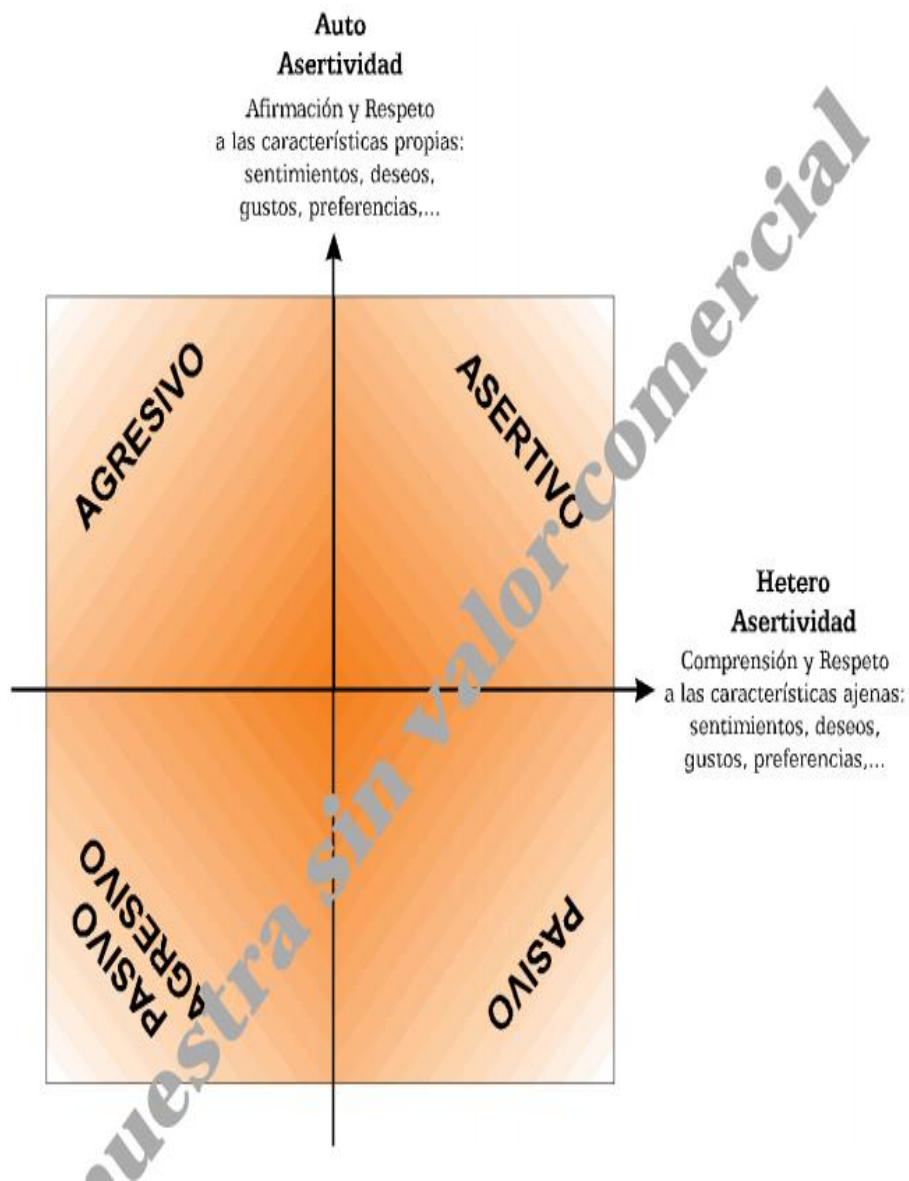 Auto
Asertividad
Afirmación y Respeto
a las características propias:
sentimientos, deseos,
gustos, preferencias,...
AGRESIVO
ASERTIVO
Hetero
Asertividad
Comprensión y Respeto
a las características ajenas:
sentimientos, deseos,
gustos, preferencias,...
PASIVO
AGRESIVO
PASIVO
uestra sin valor comercial